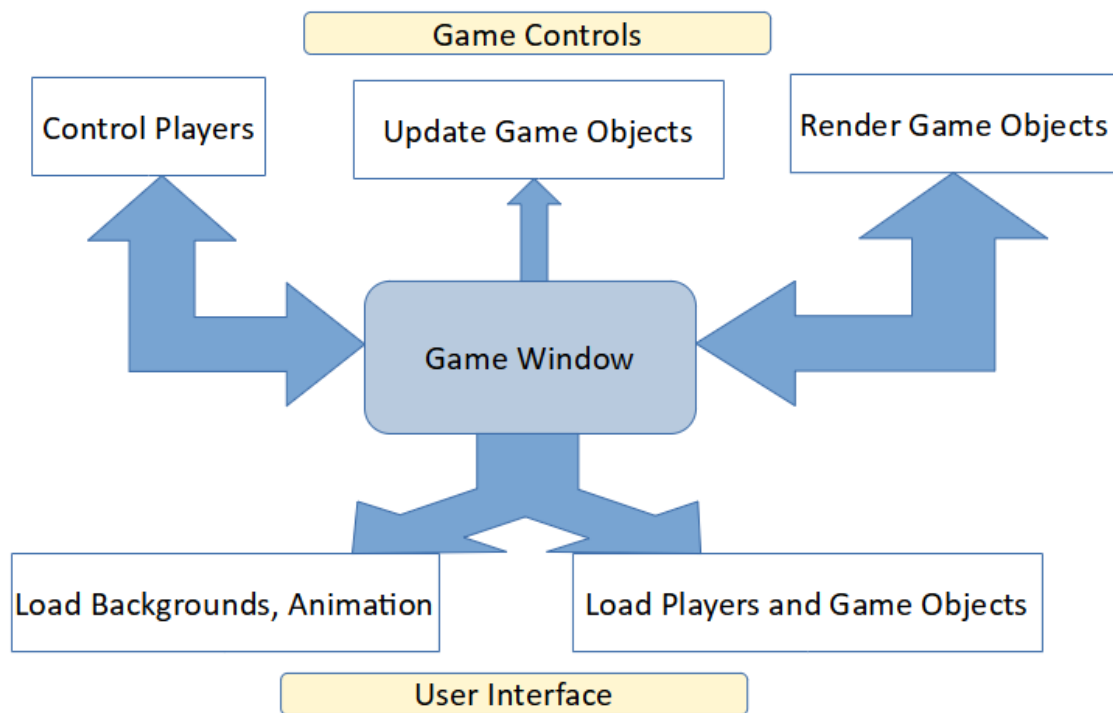 Game Controls
Control Players
Update Game Objects
Render Game Objects
Game Window
Load Backgrounds, Animation
Load Players and Game Objects
User Interface